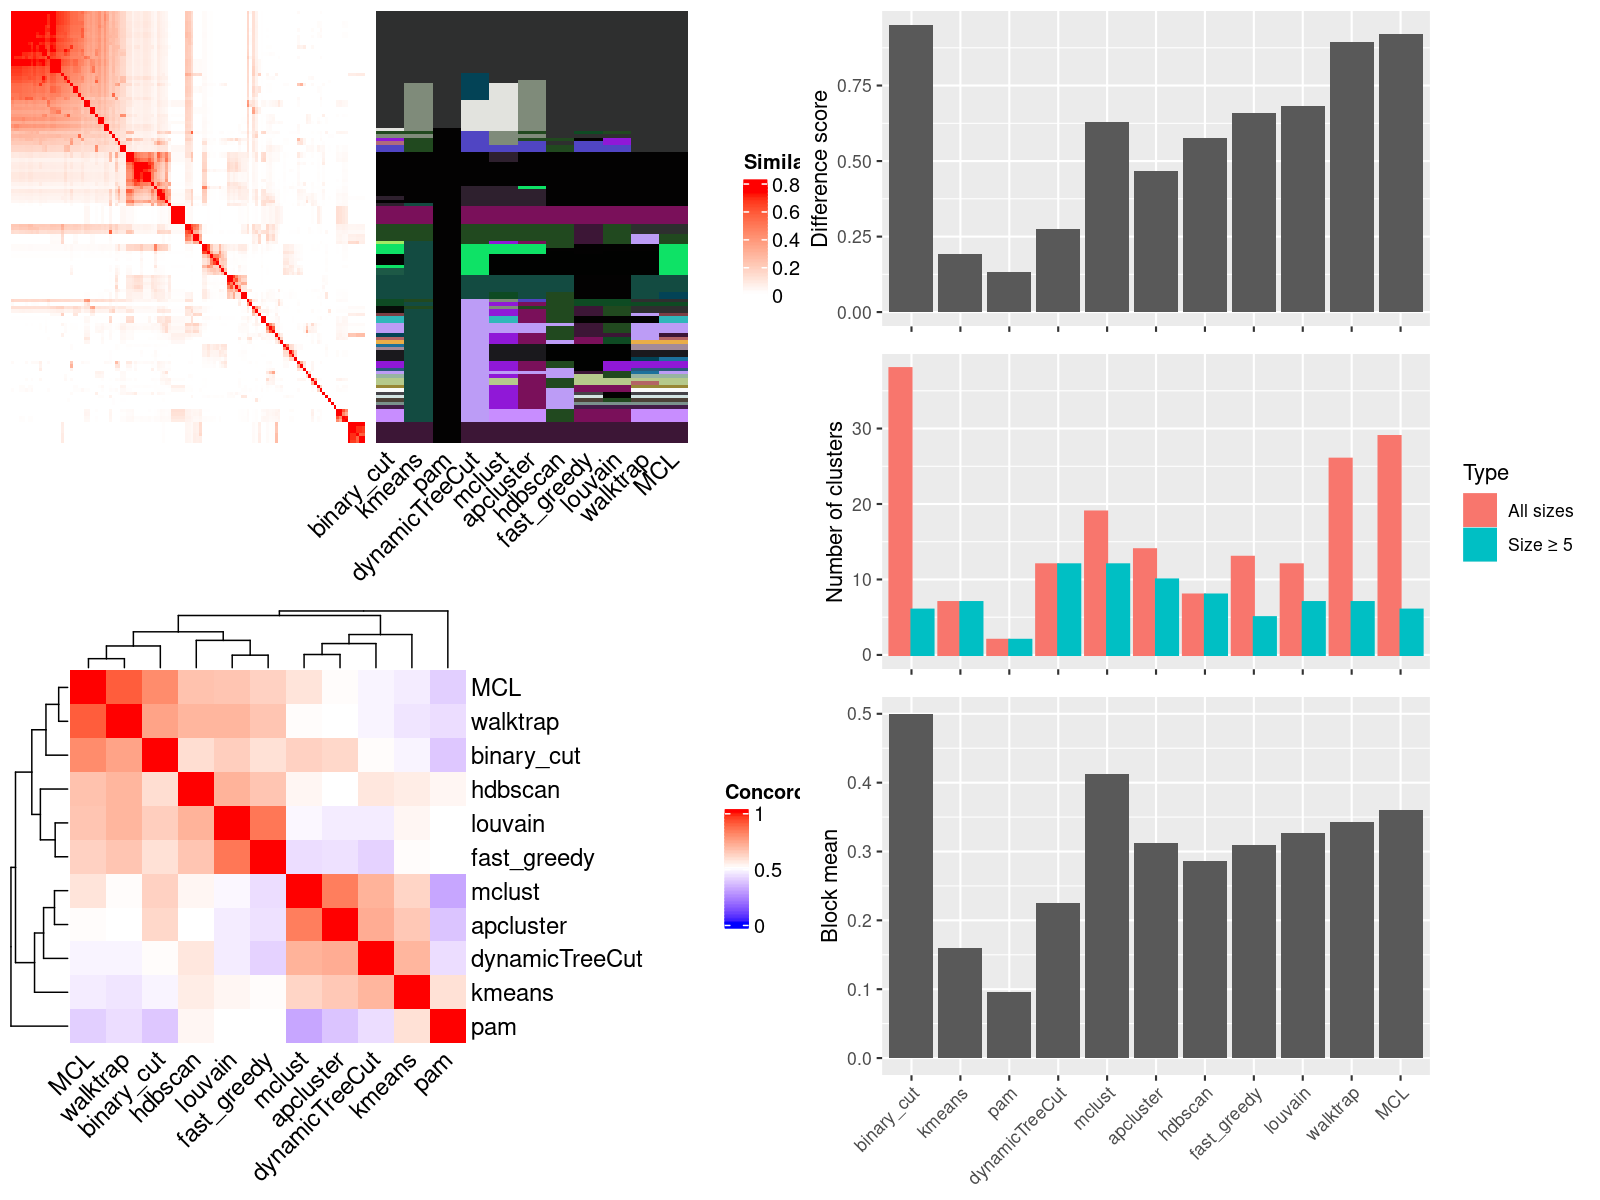 Simila
0.8
0.6
0.4
0.2
0
binary_cut
kmeans
pam
dynamicTreeCut
mclust
apcluster
hdbscan
fast_greedy
louvain
walktrap
MCL
Difference score
0.75
0.50
0.25
0.00
Number of clusters
30
20
10
0
Type
All sizes
Size ≥ 5
MCL
walktrap
binary_cut
hdbscan
louvain
fast_greedy
mclust
apcluster
dynamicTreeCut
kmeans
pam
MCL
walktrap
binary_cut
hdbscan
louvain
fast_greedy
mclust
apcluster
dynamicTreeCut
kmeans
pam
Concord
1
0.5
0
Block mean
0.5
0.4
0.3
0.2
0.1
0.0
binary_cut
kmeans
pam
dynamicTreeCut
mclust
apcluster
hdbscan
fast_greedy
louvain
walktrap
MCL